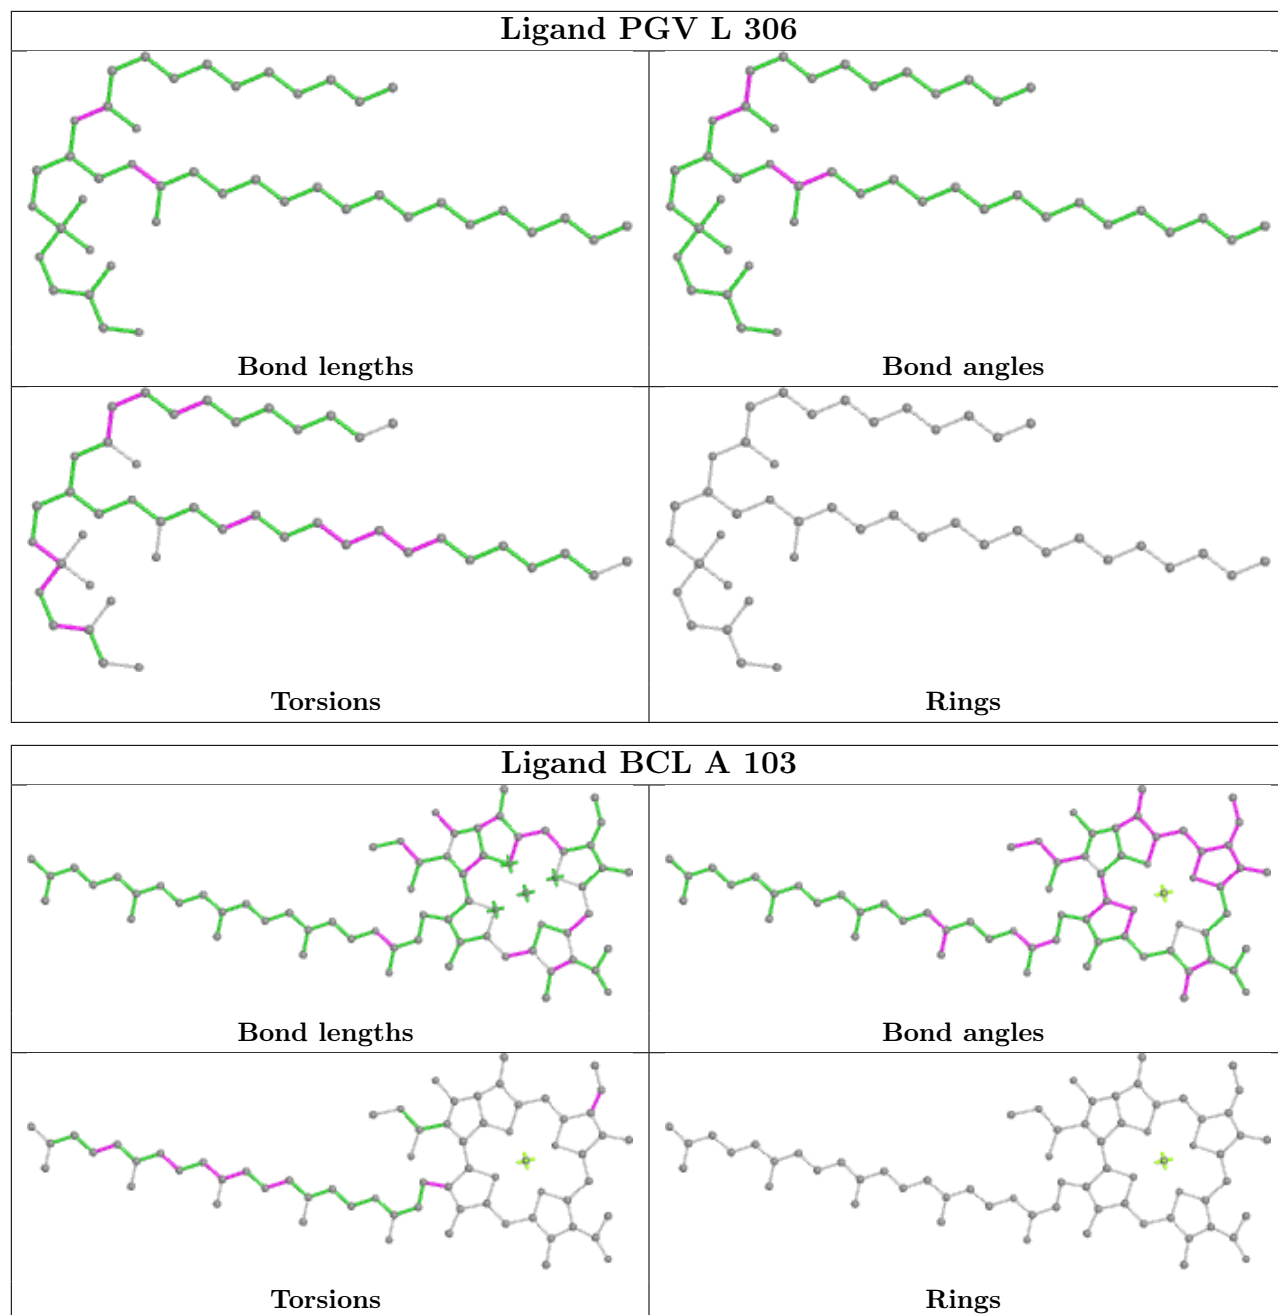 Ligand PGV L 306
Bond lengths
Bond angles
Torsions
Rings
Ligand BCL A 103
Bond lengths
Bond angles
Torsions
Rings